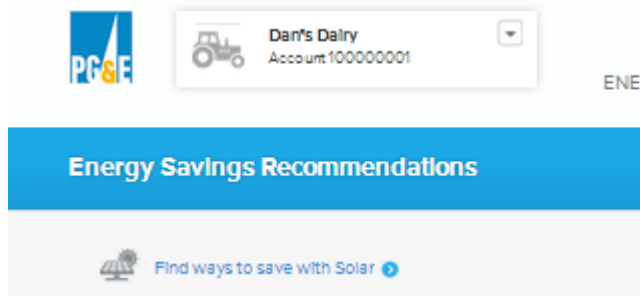 PG&E
Dan's Dairy
Account 100000001
ENE
Energy Savings Recommendations
Find ways to save with Solar